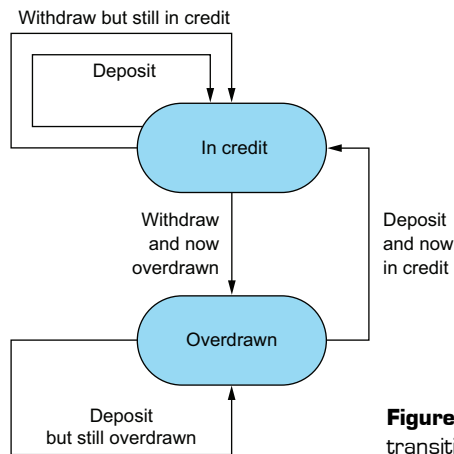 Withdraw but still in credit
Deposit
In credit
Withdraw
and now
overdrawn
Deposit
and now
in credit
Overdrawn
Deposit
but still overdrawn
Figure